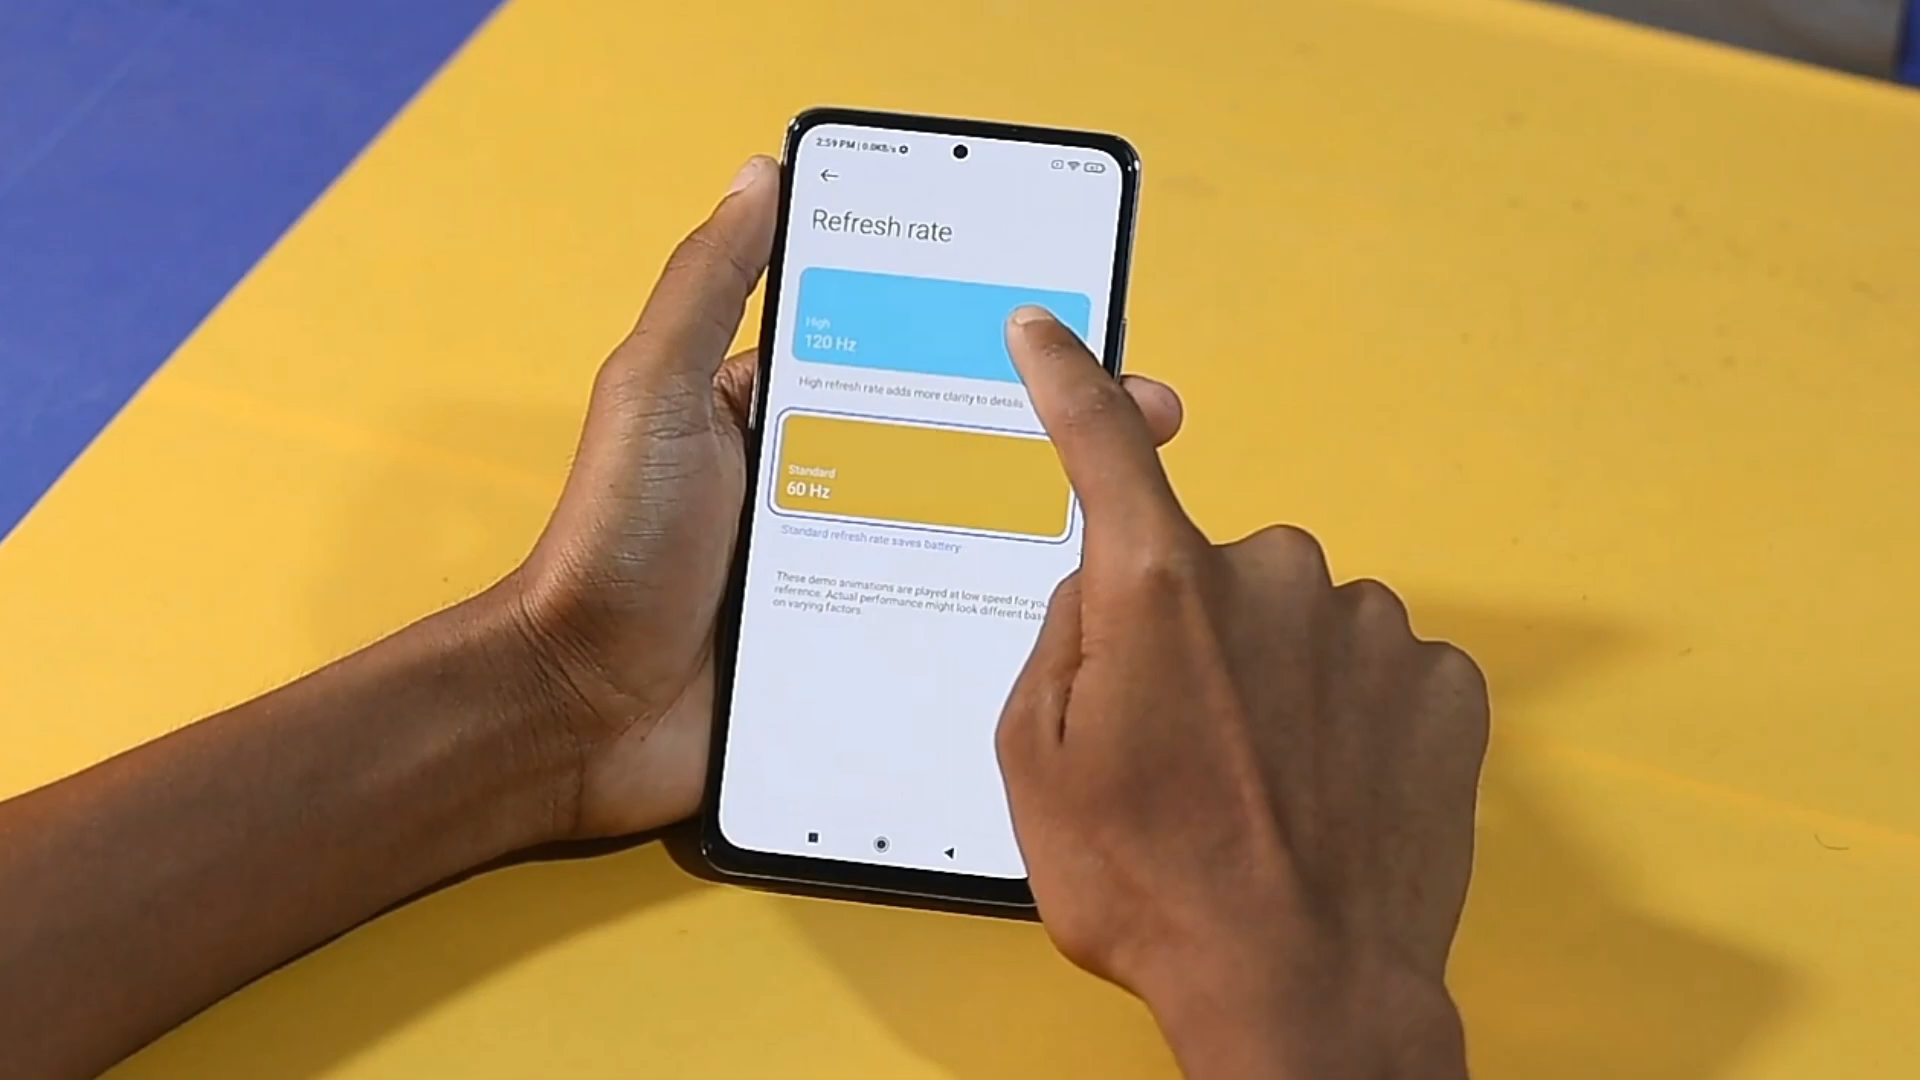 2:59 PM | 0.0KB/s
Refresh rate
High
120 Hz
High refresh rate adds more clarity to details
Standard
60 Hz
Standard refresh rate saves battery
These demo animations are played at low speed for
reference. Actual performance might look different
on varying factors.